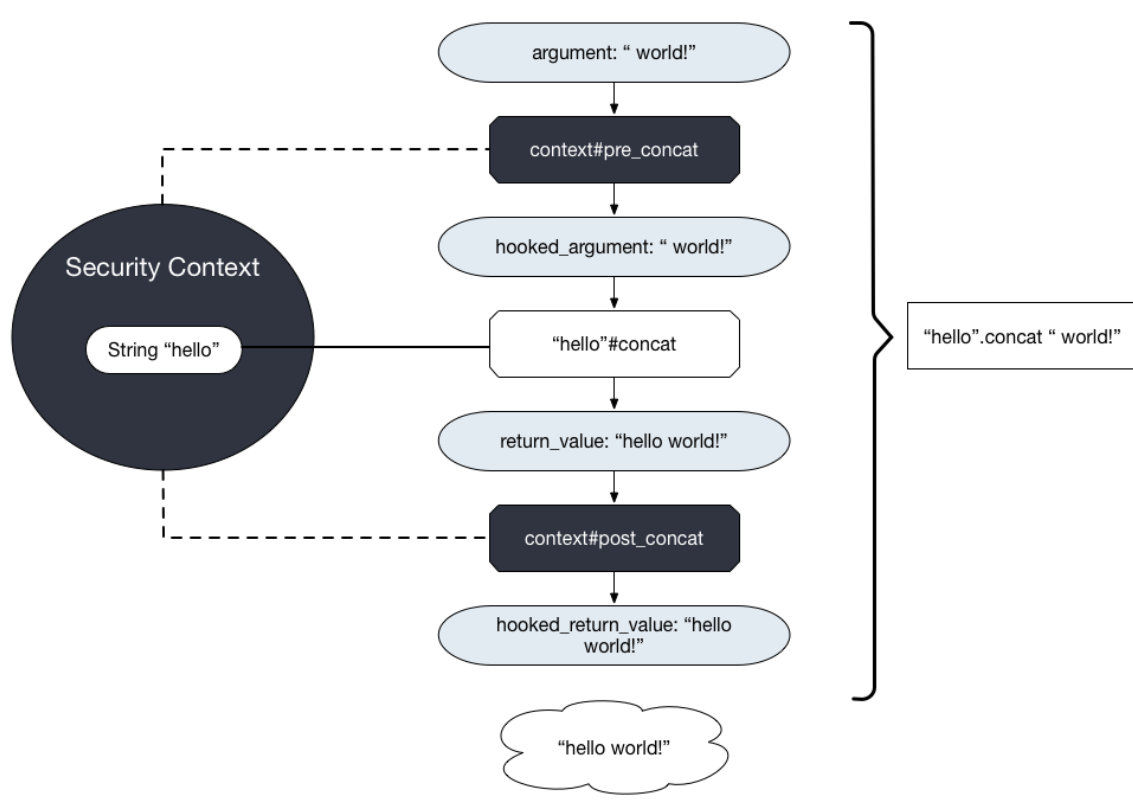 argument: “ world!”
context#pre_concat
hooked_argument: “ world!”
Security Context
String “hello”
“hello”#concat
“hello”.concat “ world!”
return_value: “hello world!”
context#post_concat
hooked_return_value: “hello
world!”
“hello world!”